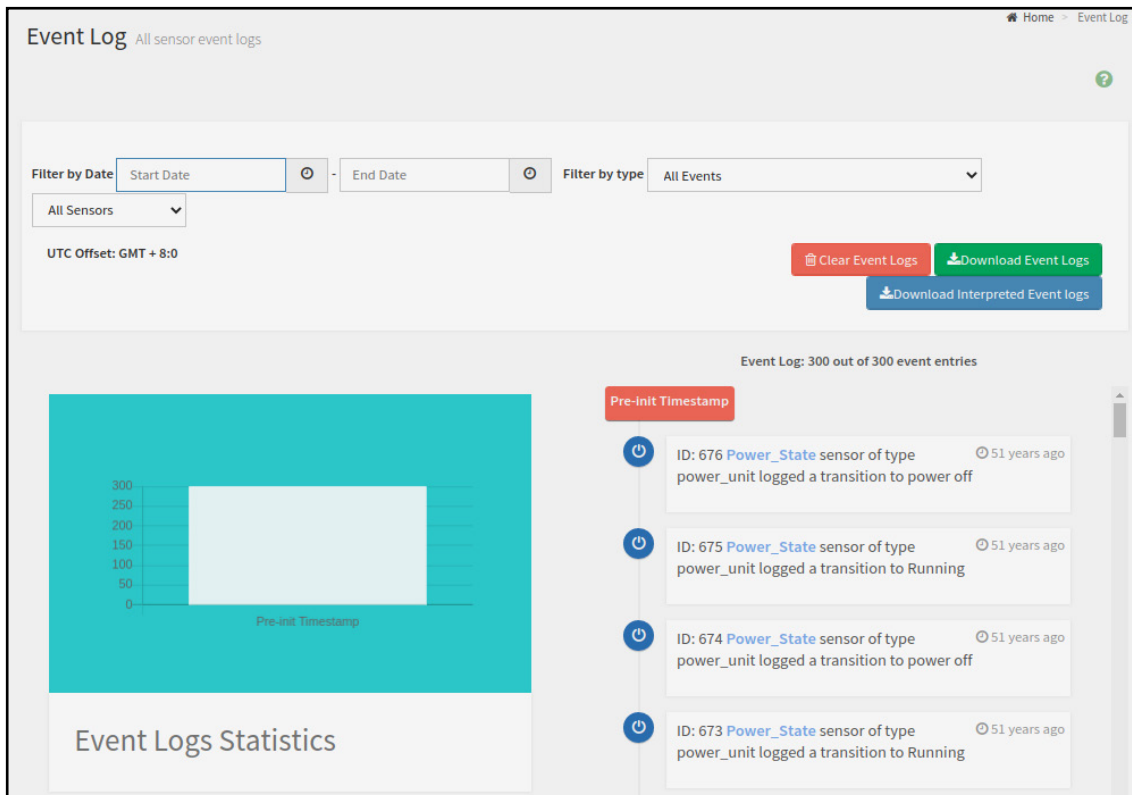 Home > Event Log
Event Log All sensor event logs
Filter by Date Start Date - End Date Filter by type All Events
All Sensors
UTC Offset: GMT + 8:0
Clear Event Logs Download Event Logs
Download Interpreted Event logs
Event Log: 300 out of 300 event entries
Pre-init Timestamp
ID: 676 Power_State sensor of type 51 years ago
power_unit logged a transition to power off
ID: 675 Power_State sensor of type 51 years ago
power_unit logged a transition to Running
ID: 674 Power_State sensor of type 51 years ago
power_unit logged a transition to power off
ID: 673 Power_State sensor of type 51 years ago
power_unit logged a transition to Running
300
250
200
150
100
50
0
Pre-init Timestamp
Event Logs Statistics